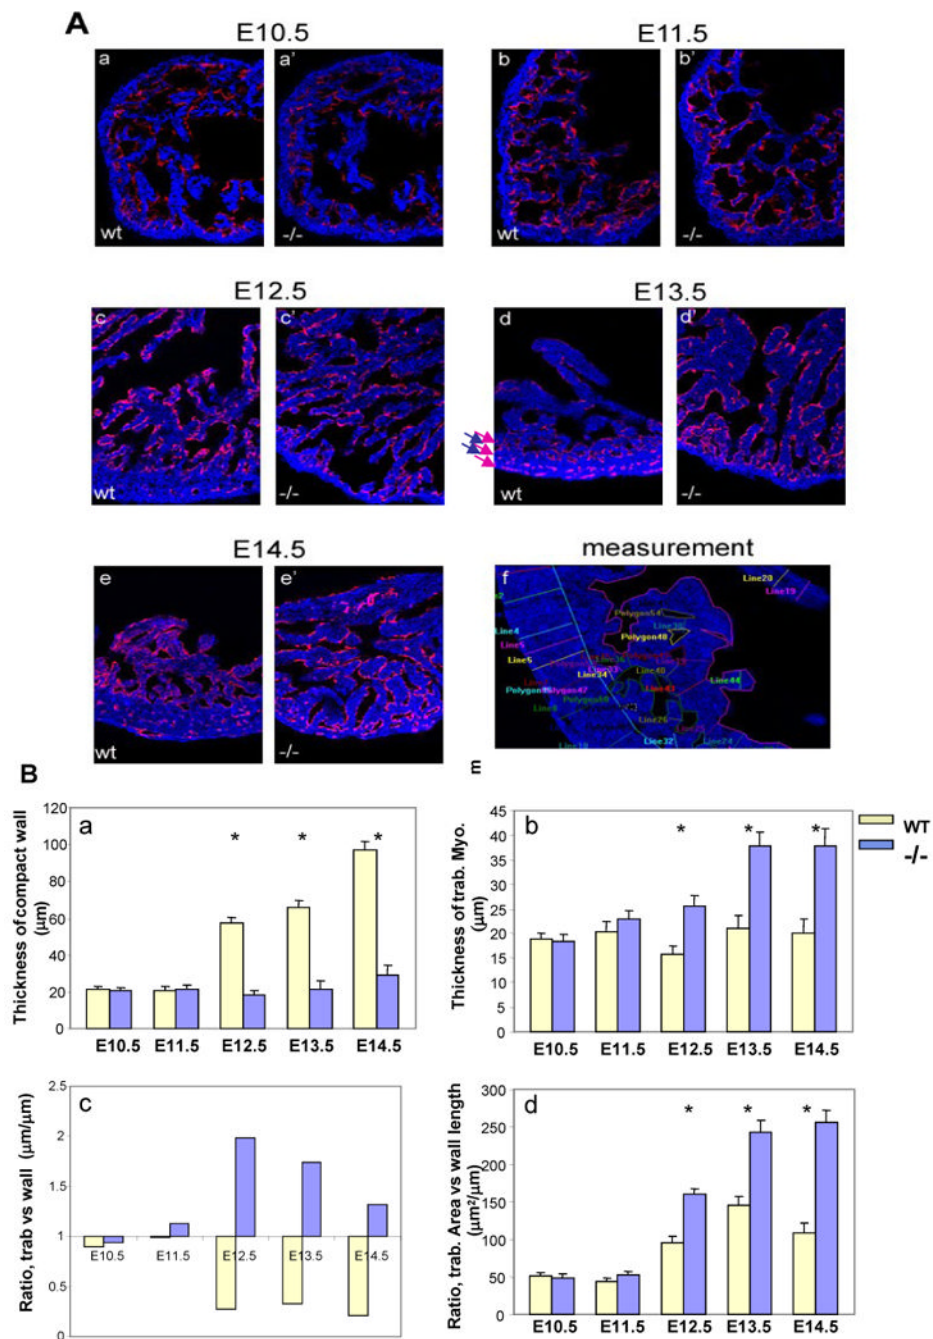 A
E10.5
E11.5
a
a'
b
b'
wt
-/-
wt
-/-
E12.5
E13.5
c
c'
d
d'
wt
-/-
wt
-/-
E14.5
measurement
e
e'
f
wt
-/-
Line20
Line19
Line4
Polygon54
Polygon48
Line6
Line34
Polygon47
Line40
Line43
Line44
Line26
Line32
Line24
B
m
a
Thickness of compact wall
(μm)
120
100
80
60
40
20
0
* * *
E10.5 E11.5 E12.5 E13.5 E14.5
b
Thickness of trab. Myo.
(μm)
45
40
35
30
25
20
15
10
5
0
* * *
E10.5 E11.5 E12.5 E13.5 E14.5
WT
-/-
c
Ratio, trab vs wall (μm/μm)
2.5
2
1.5
1
0.5
0
E10.5 E11.5 E12.5 E13.5 E14.5
d
Ratio, trab. Area vs wall length
(μm²/μm)
300
250
200
150
100
50
0
* * *
E10.5 E11.5 E12.5 E13.5 E14.5